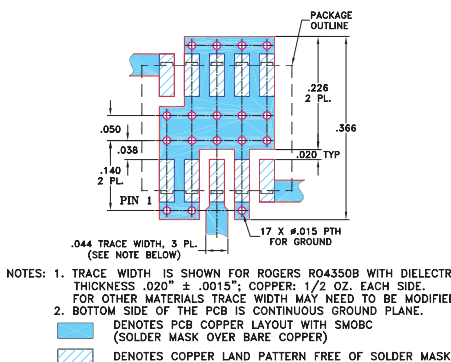 PACKAGE
OUTLINE
.226
2 PL.
.366
.050
.038
.020 TYP
.140
2 PL.
PIN 1
17 X ø.015 PTH
FOR GROUND
.044 TRACE WIDTH, 3 PL.
(SEE NOTE BELOW)
NOTES: 1. TRACE WIDTH IS SHOWN FOR ROGERS RO4350B WITH DIELECTR
THICKNESS .020" ± .0015"; COPPER: 1/2 OZ. EACH SIDE.
FOR OTHER MATERIALS TRACE WIDTH MAY NEED TO BE MODIFIE
2. BOTTOM SIDE OF THE PCB IS CONTINUOUS GROUND PLANE.
DENOTES PCB COPPER LAYOUT WITH SMOBC
(SOLDER MASK OVER BARE COPPER)
DENOTES COPPER LAND PATTERN FREE OF SOLDER MASK